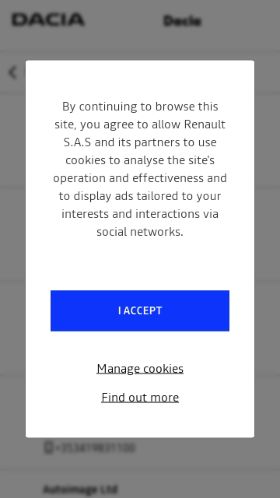 DACIA
Dacia
By continuing to browse this
site, you agree to allow Renault
S.A.S and its partners to use
cookies to analyse the site's
operation and effectiveness and
to display ads tailored to your
interests and interactions via
social networks.
I ACCEPT
Manage cookies
Find out more
+353419831100
Autoimage Ltd